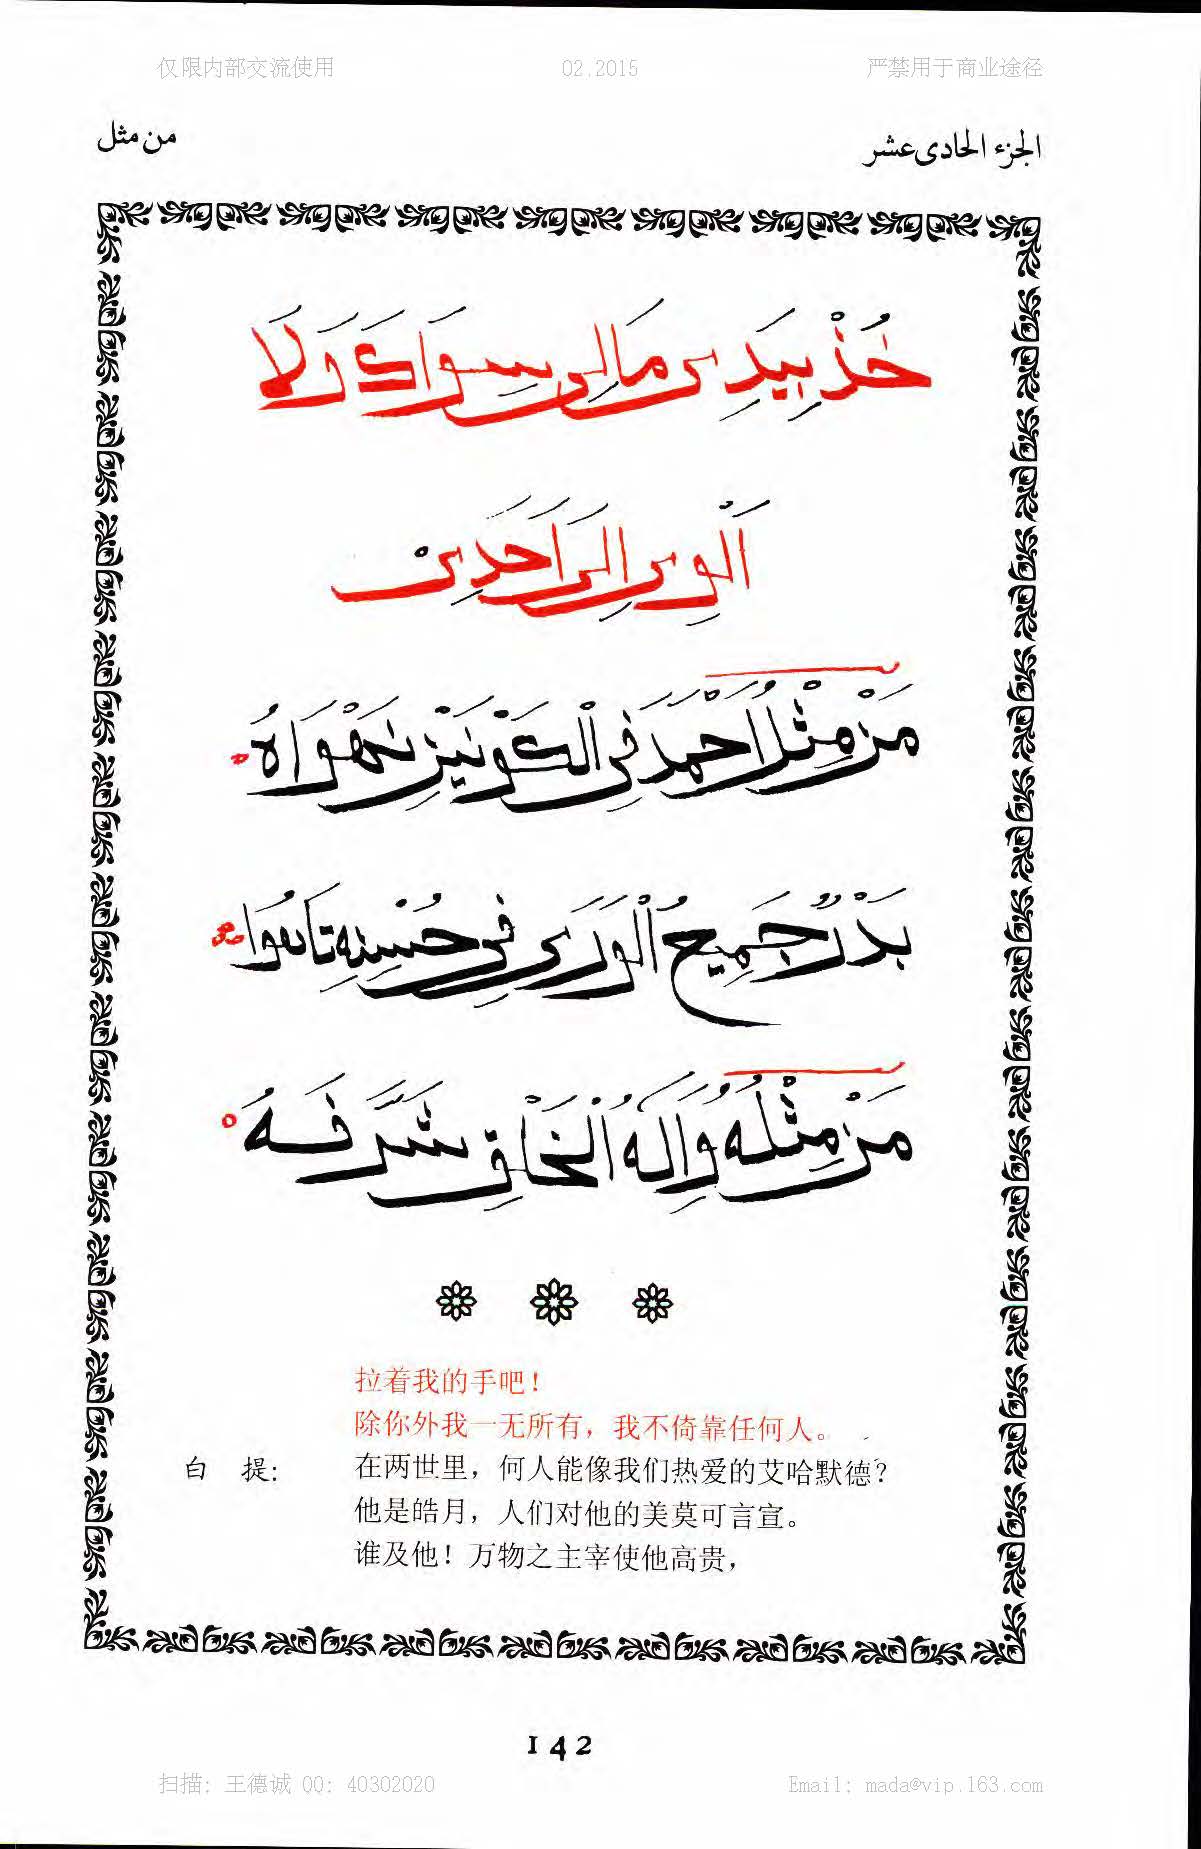 仅限内部交流使用 02.2015 严禁用于商业途径
الجزء الحادى عشر من مثل
خُذْ بِيَدِى مَالِى سِوَاكَ وَلَا
اَلْوِى اِلَى اَحَدِىْ
مَنْ مِثْلُ اَحْمَدَ فِى الْكَوْنَيْنِ نَهْوَاهُ
بَدْرٌ جَمِيعُ الْوَرَى فِى حُسْنِهِ تَاهُوا
مَنْ مِثْلُهُ وَاِلٰهُ الْخَلْقِ شَرَّفَهُ
拉着我的手吧！
除你外我一无所有，我不倚靠任何人。
白 提： 在两世里，何人能像我们热爱的艾哈默德？
他是皓月，人们对他的美莫可言宣。
谁及他！万物之主宰使他高贵，
142
扫描：王德诚 QQ：40302020 Email：mada@vip.163.com